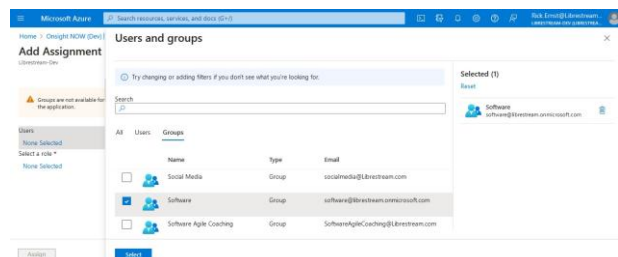 Microsoft Azure
Search resources, services, and docs (G+/)
Rick.Ernst@Librestream...
Home > Onsight NOW (Dev) |
Add Assignment
Librestream-Dev
Groups are not available for
the application
Users
None Selected
Select a role *
None Selected
Assign
Users and groups
Try changing or adding filters if you don't see what you're looking for.
Search
All Users Groups
Name Type Email
Social Media Group socialmedia@Librestream.com
Software Group software@librestream.onmicrosoft.com
Software Agile Coaching Group SoftwareAgileCoaching@Librestream.com
Select
Selected (1)
Reset
Software
software@librestream.onmicrosoft.com